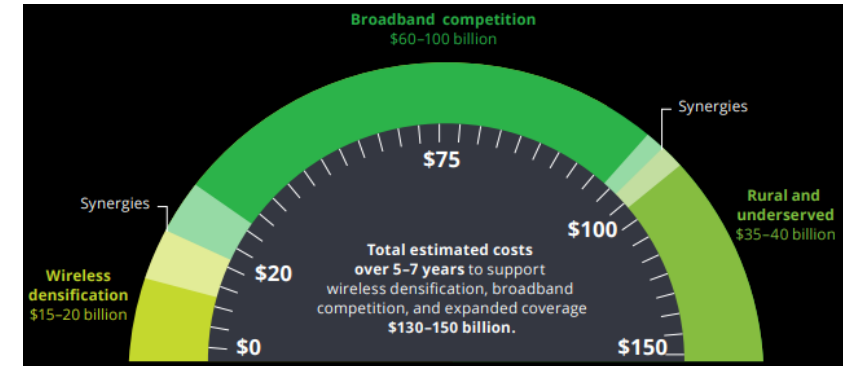 Broadband competition
$60–100 billion
Synergies
$75
Synergies
Rural and
underserved
$35–40 billion
$100
Total estimated costs
over 5–7 years to support
wireless densification, broadband
competition, and expanded coverage
$130–150 billion.
Wireless
densification
$15–20 billion
$20
$0
$150